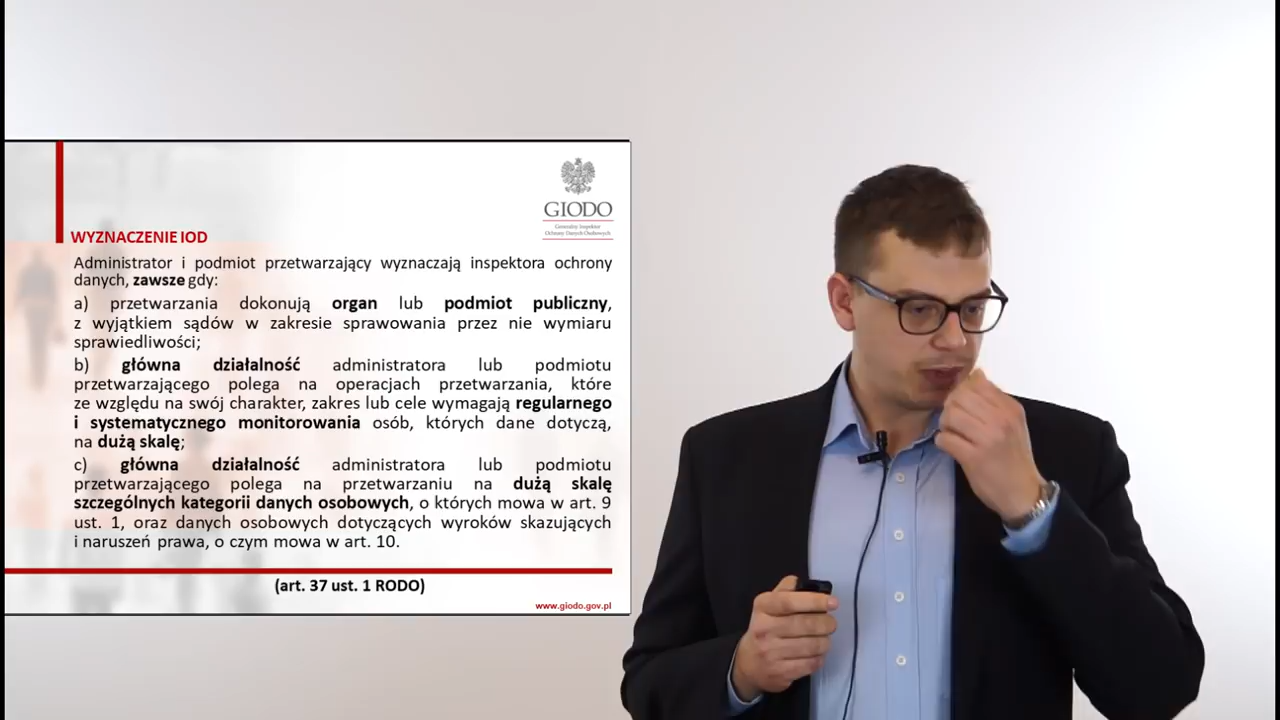 GIODO
Generalny Inspektor
Ochrony Danych Osobowych
WYZNACZENIE IOD
Administrator i podmiot przetwarzający wyznaczają inspektora ochrony
danych, zawsze gdy:
a) przetwarzania dokonują organ lub podmiot publiczny,
z wyjątkiem sądów w zakresie sprawowania przez nie wymiaru
sprawiedliwości;
b) główna działalność administratora lub podmiotu
przetwarzającego polega na operacjach przetwarzania, które
ze względu na swój charakter, zakres lub cele wymagają regularnego
i systematycznego monitorowania osób, których dane dotyczą,
na dużą skalę;
c) główna działalność administratora lub podmiotu
przetwarzającego polega na przetwarzaniu na dużą skalę
szczególnych kategorii danych osobowych, o których mowa w art. 9
ust. 1, oraz danych osobowych dotyczących wyroków skazujących
i naruszeń prawa, o czym mowa w art. 10.
(art. 37 ust. 1 RODO)
www.giodo.gov.pl